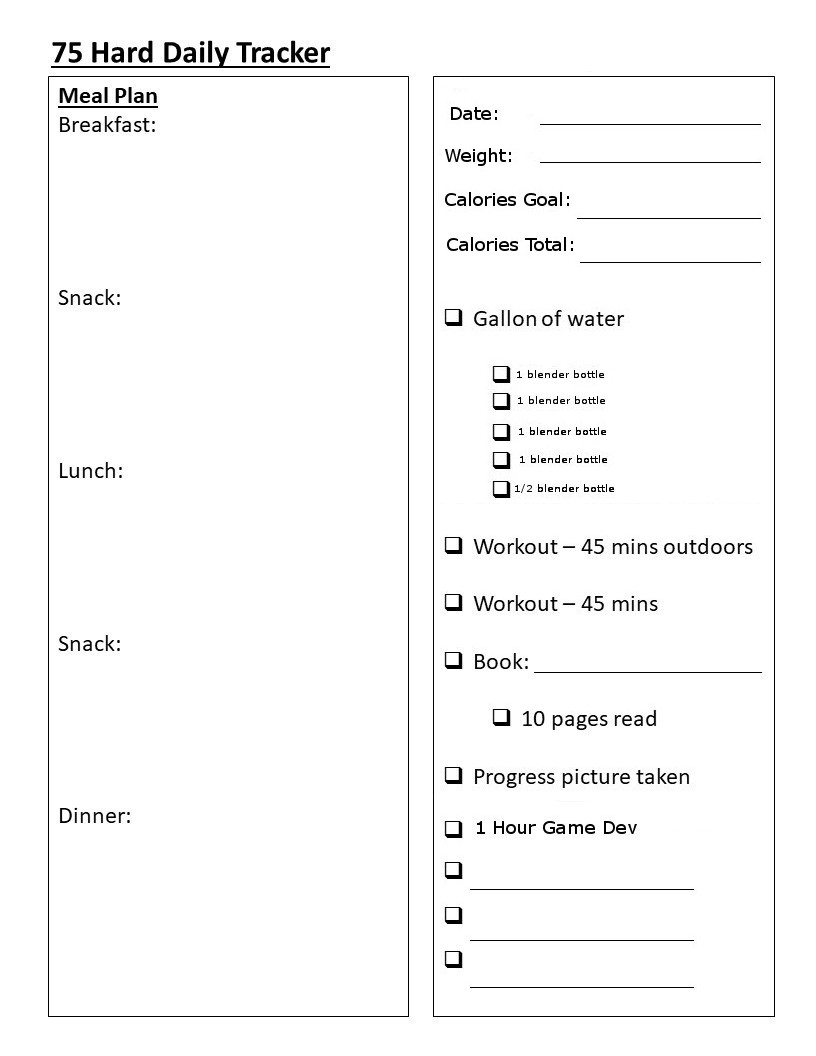 75 Hard Daily Tracker
Meal Plan
Breakfast:
Snack:
Lunch:
Snack:
Dinner:
Date:
Weight:
Calories Goal:
Calories Total:
Gallon of water
1 blender bottle
1 blender bottle
1 blender bottle
1 blender bottle
1/2 blender bottle
Workout – 45 mins outdoors
Workout – 45 mins
Book:
10 pages read
Progress picture taken
1 Hour Game Dev